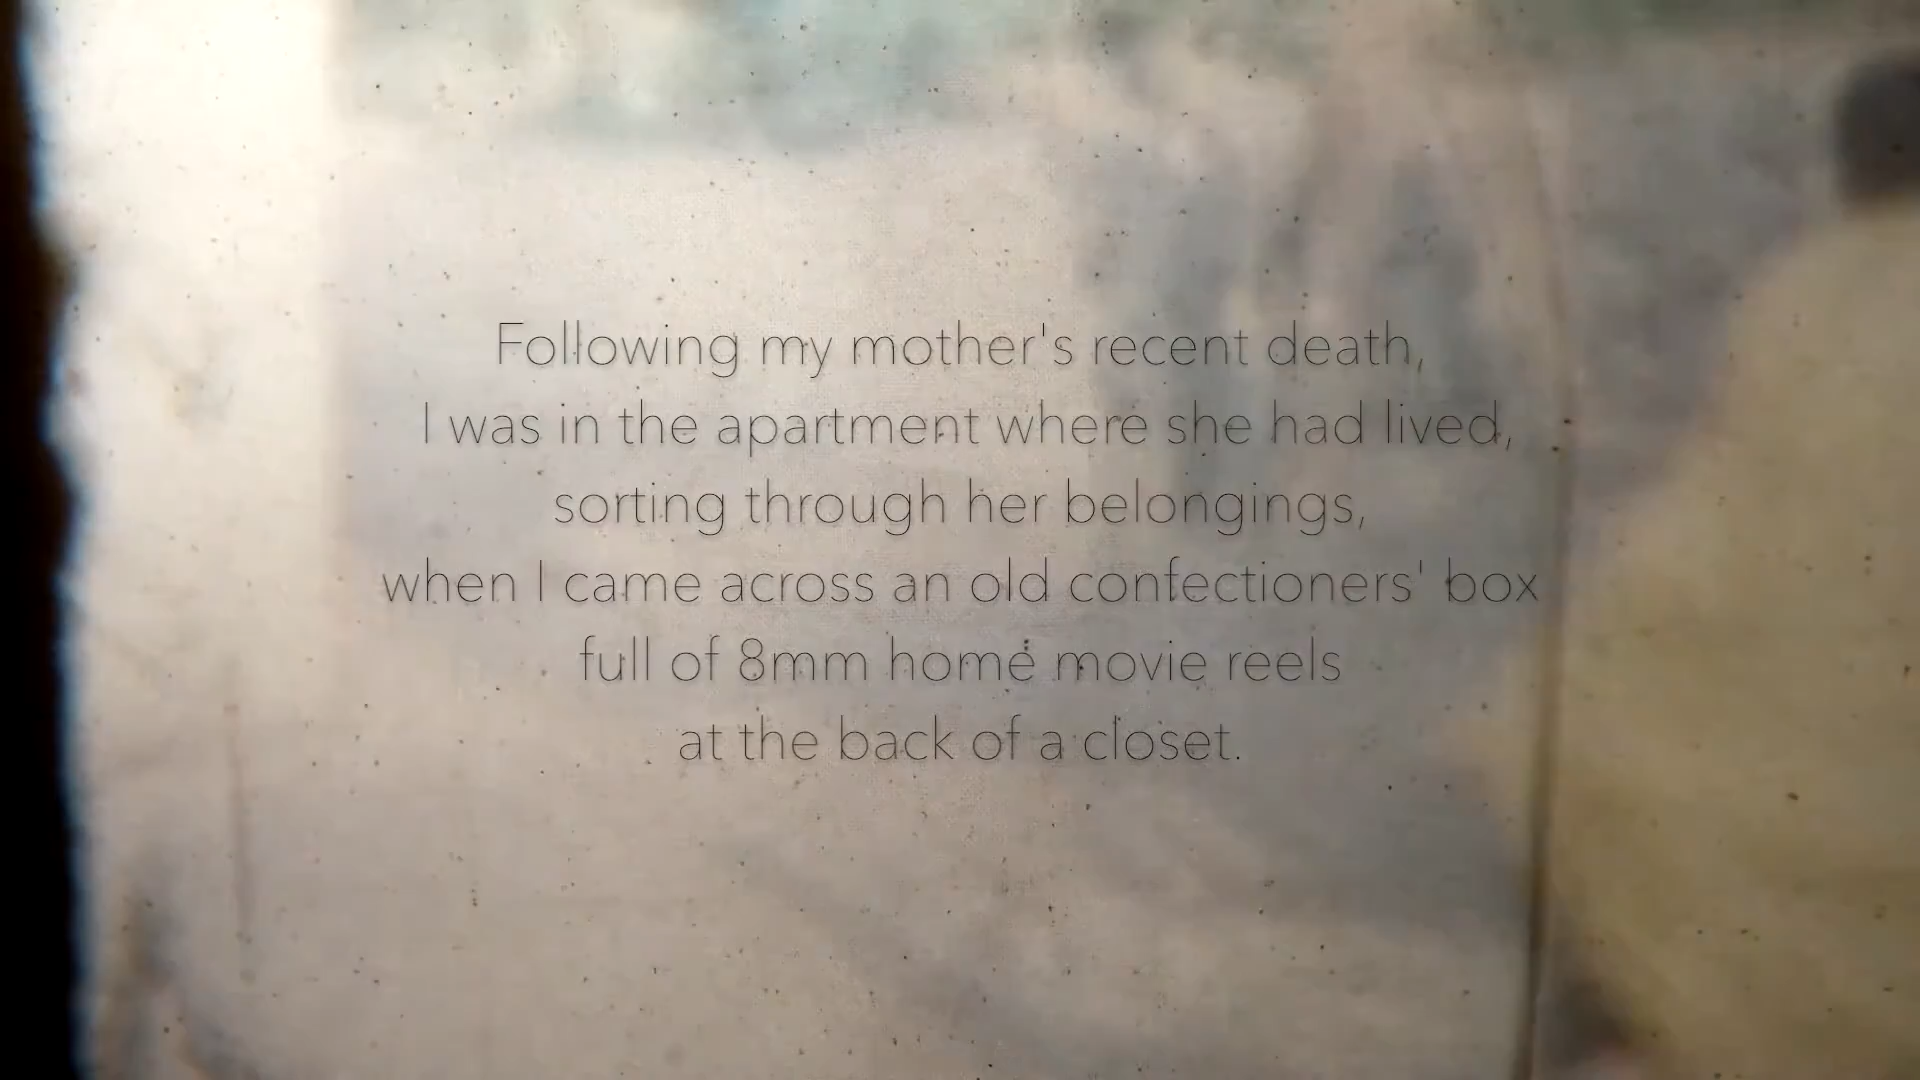 Following my mother's recent death,
I was in the apartment where she had lived,
sorting through her belongings,
when I came across an old confectioners' box
full of 8mm home movie reels
at the back of a closet.